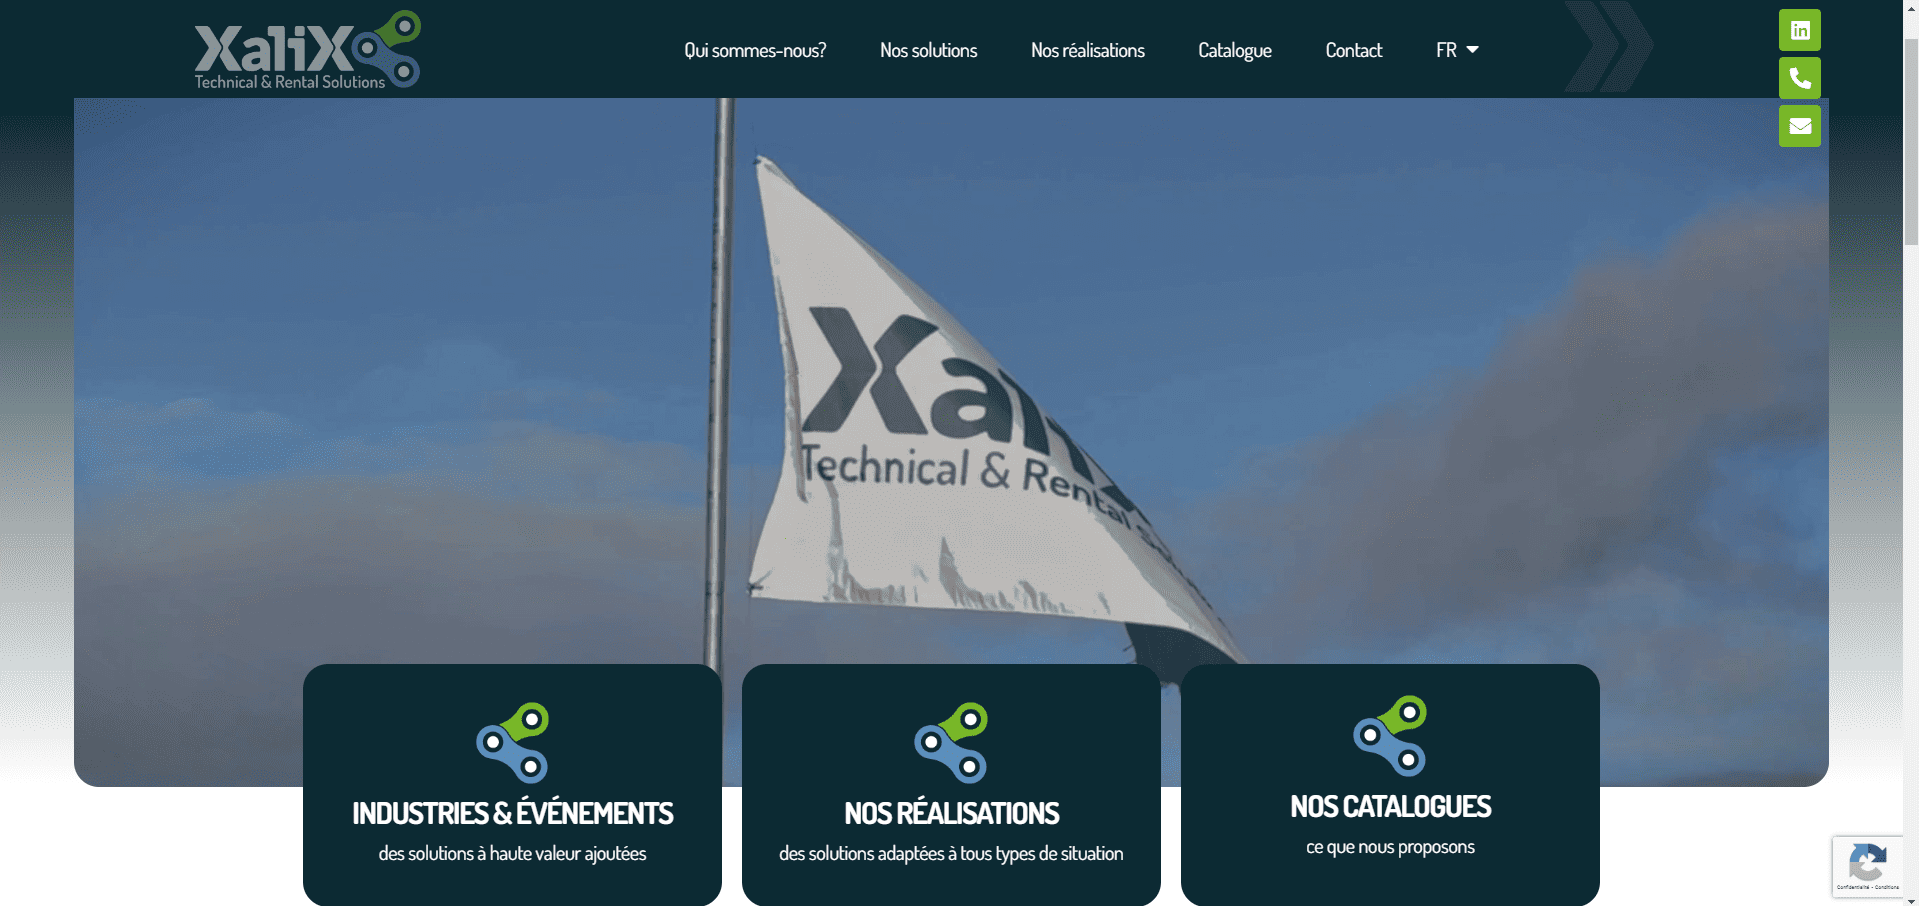 XaliX
Technical & Rental Solutions
Qui sommes-nous?
Nos solutions
Nos réalisations
Catalogue
Contact
FR
Technical & Rental
INDUSTRIES & ÉVÉNEMENTS
des solutions à haute valeur ajoutées
NOS RÉALISATIONS
des solutions adaptées à tous types de situation
NOS CATALOGUES
ce que nous proposons
Confidentialité - Conditions